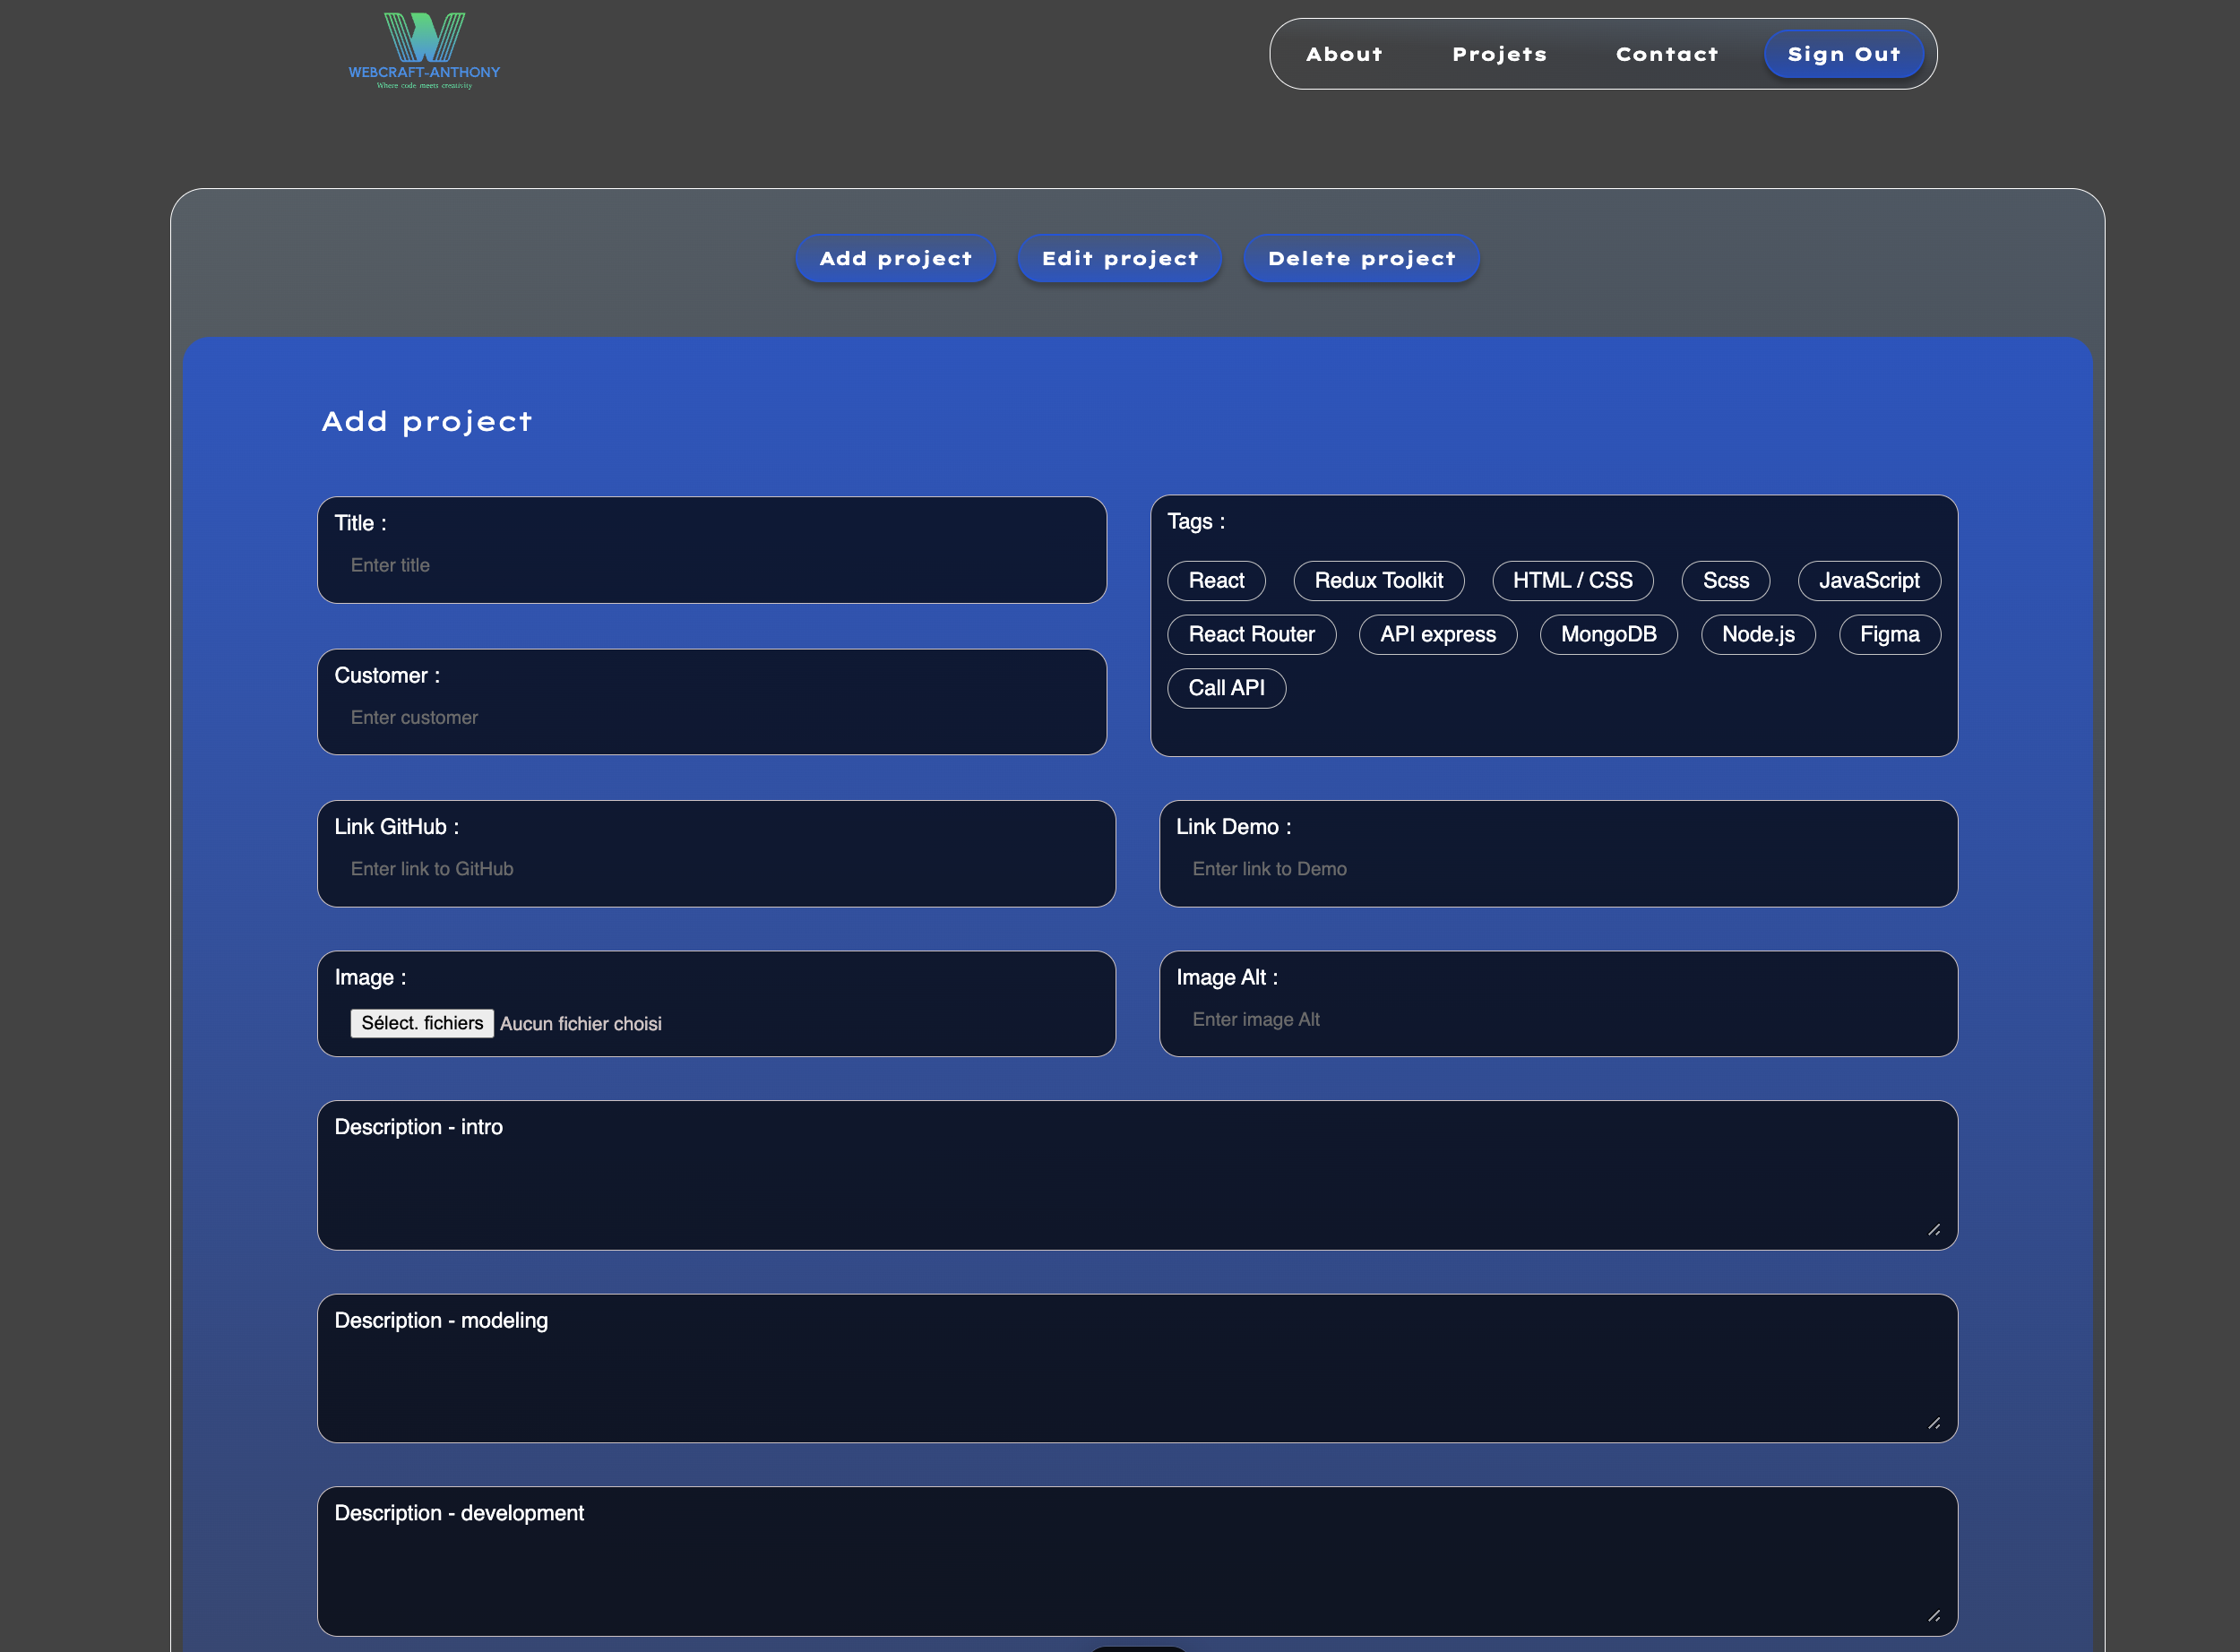 WEBCRAFT-ANTHONY
Where code meets creativity
About Projets Contact Sign Out
Add project Edit project Delete project
Add project
Title :
Enter title
Customer :
Enter customer
Tags :
React Redux Toolkit HTML / CSS Scss JavaScript
React Router API express MongoDB Node.js Figma
Call API
Link GitHub :
Enter link to GitHub
Link Demo :
Enter link to Demo
Image :
Sélect. fichiers Aucun fichier choisi
Image Alt :
Enter image Alt
Description - intro
Description - modeling
Description - development